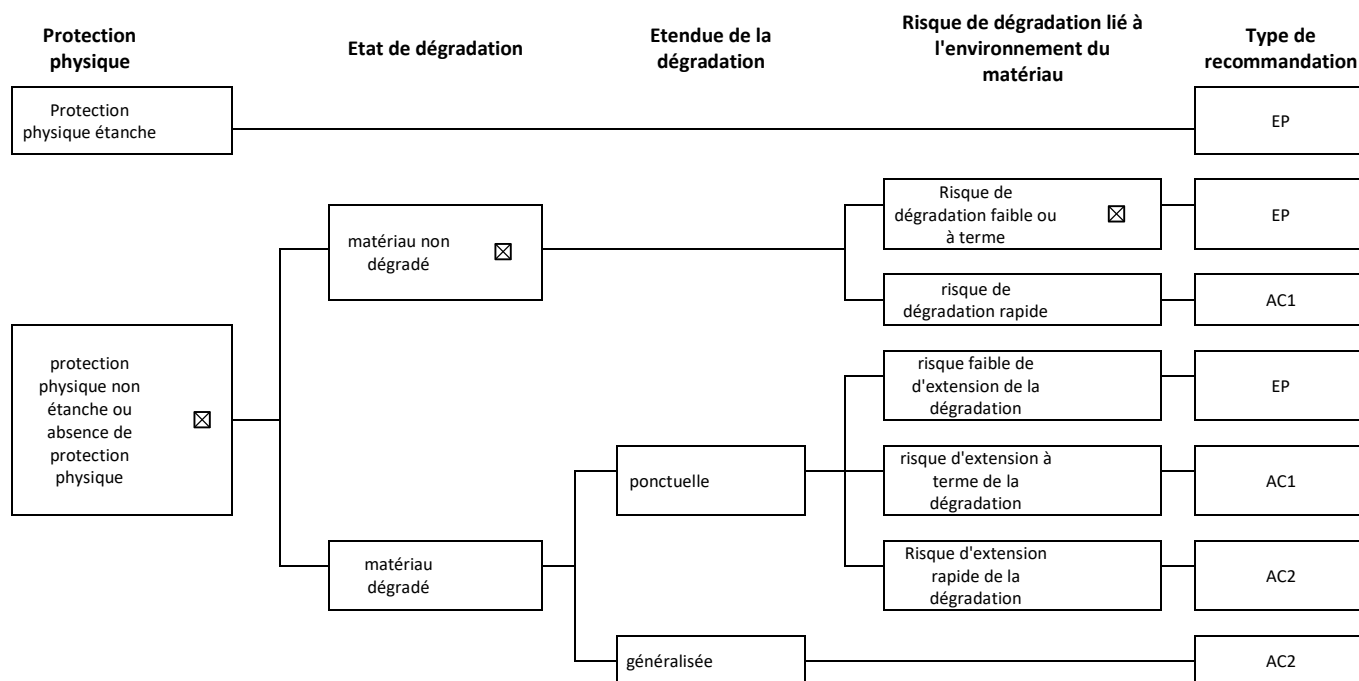 Protection
physique
Etat de dégradation
Etendue de la
dégradation
Risque de dégradation lié à
l'environnement du
matériau
Type de
recommandation
Protection
physique étanche
EP
matériau non
dégradé
Risque de
dégradation faible ou
à terme
EP
risque de
dégradation rapide
AC1
protection
physique non
étanche ou
absence de
protection
physique
risque faible de
d'extension de la
dégradation
EP
ponctuelle
risque d'extension à
terme de la
dégradation
AC1
matériau
dégradé
Risque d'extension
rapide de la
dégradation
AC2
généralisée
AC2